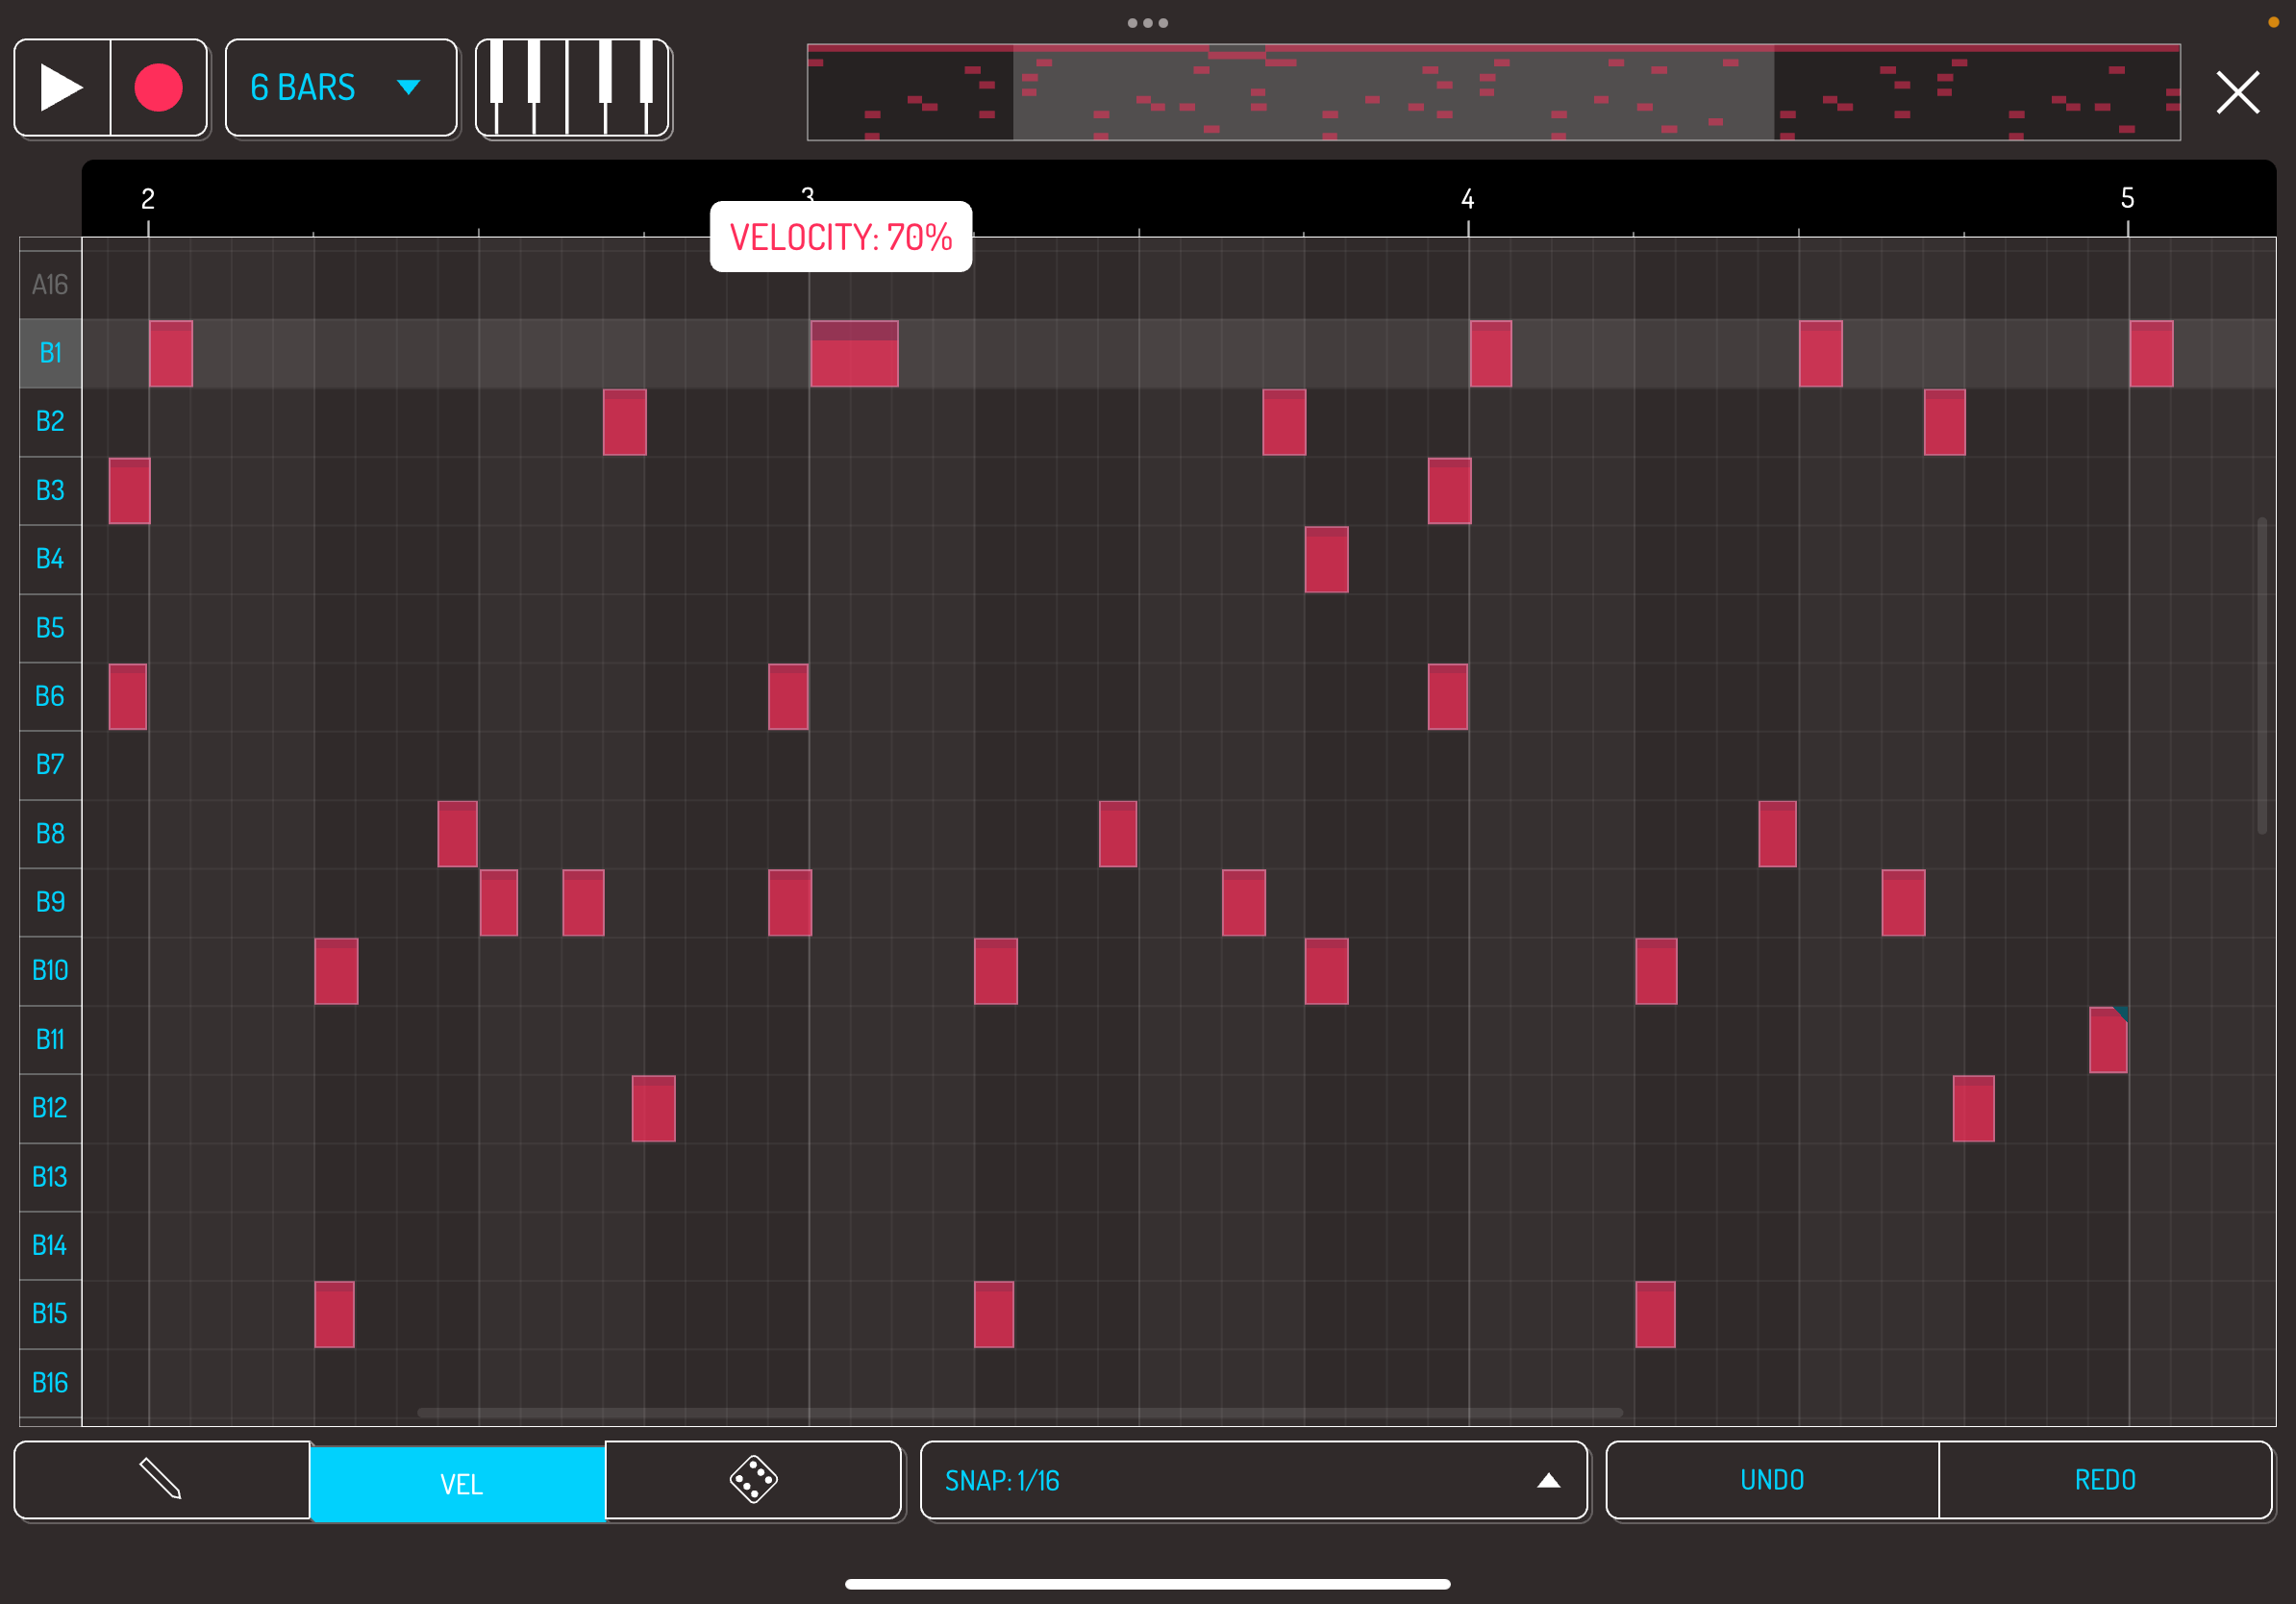 6 BARS
2
3
4
5
VELOCITY: 70%
A16
B1
B2
B3
B4
B5
B6
B7
B8
B9
B10
B11
B12
B13
B14
B15
B16
VEL
SNAP: 1/16
UNDO
REDO